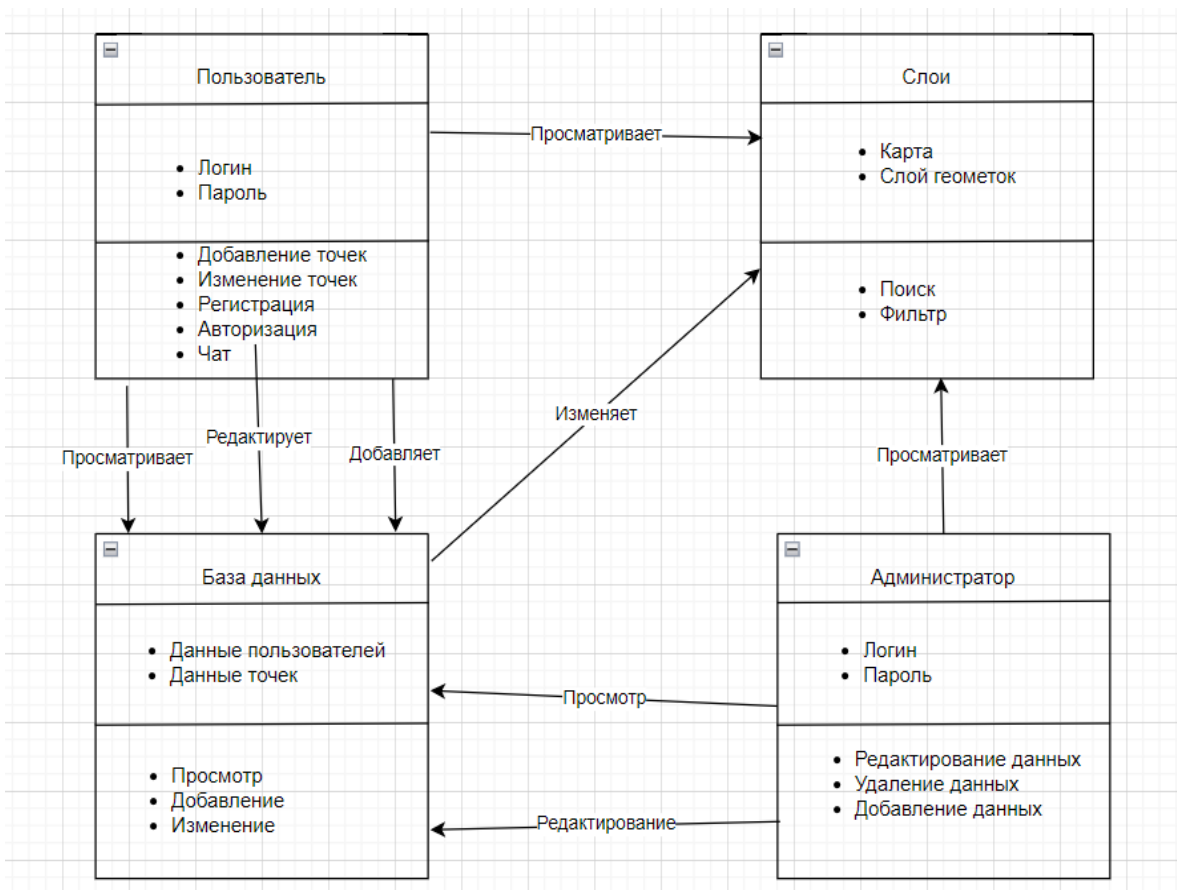 Пользователь
Логин
Пароль
Добавление точек
Изменение точек
Регистрация
Авторизация
Чат
Просматривает
Слои
Карта
Слой геометок
Поиск
Фильтр
Просматривает
Редактирует
Добавляет
Изменяет
Просматривает
База данных
Данные пользователей
Данные точек
Просмотр
Добавление
Изменение
Просмотр
Редактирование
Администратор
Логин
Пароль
Редактирование данных
Удаление данных
Добавление данных